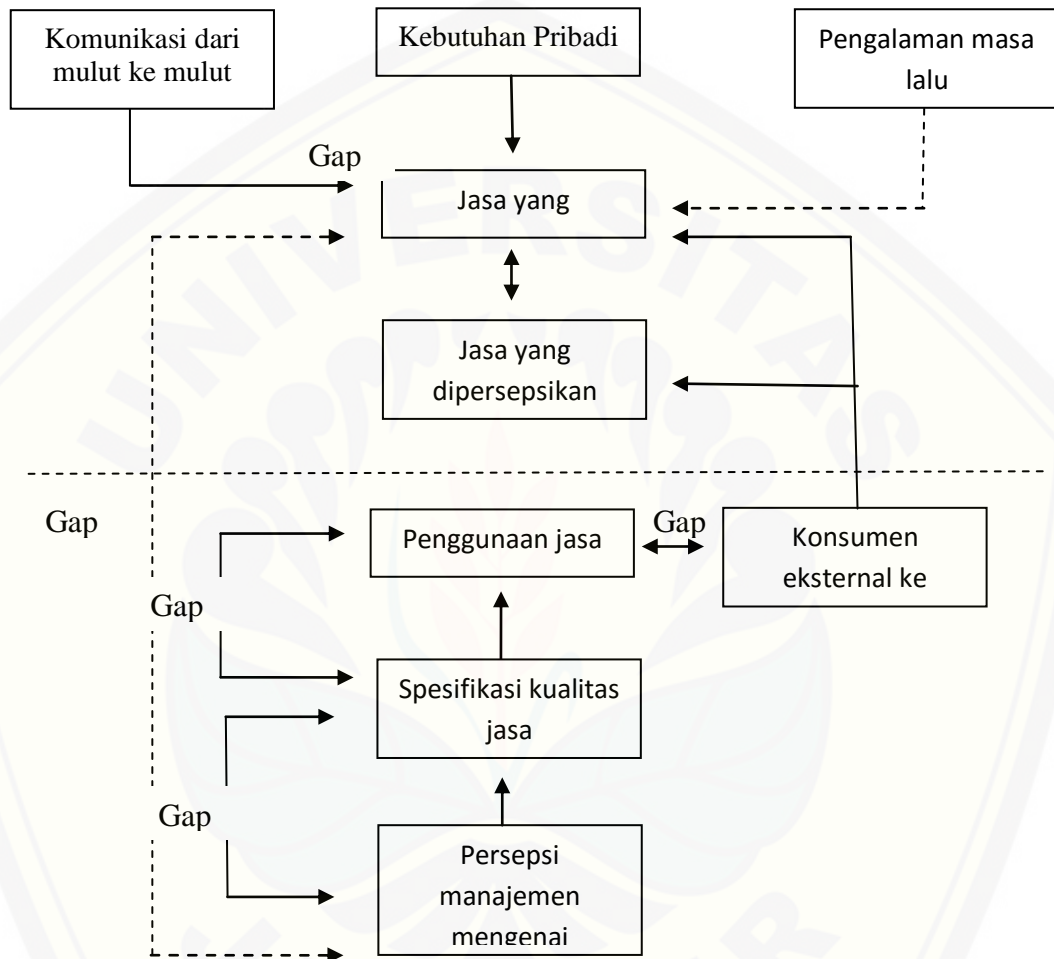 Komunikasi dari
mulut ke mulut
Kebutuhan Pribadi
Pengalaman masa
lalu
Gap
Jasa yang
Jasa yang
dipersepsikan
Gap
Penggunaan jasa
Gap
Konsumen
eksternal ke
Gap
Spesifikasi kualitas
jasa
Gap
Persepsi
manajemen
mengenai
UNIVERSITAS